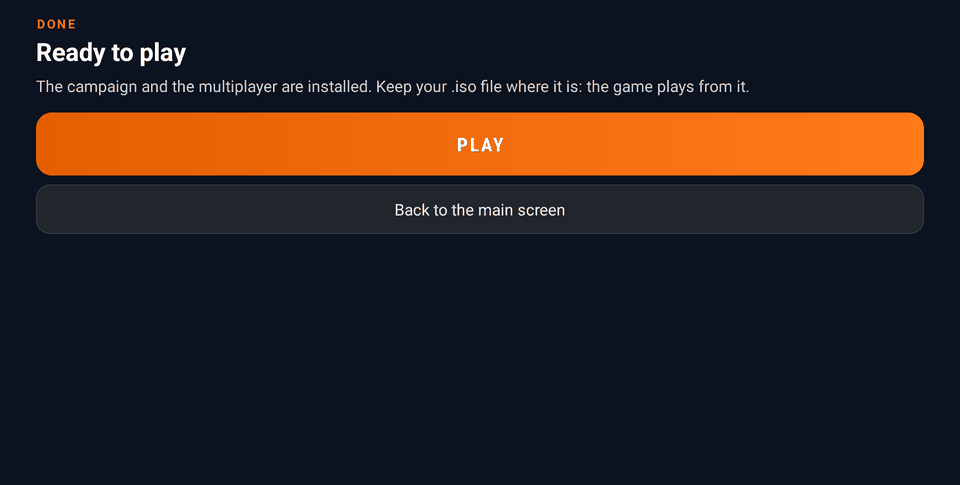 DONE
Ready to play
The campaign and the multiplayer are installed. Keep your .iso file where it is: the game plays from it.
PLAY
Back to the main screen